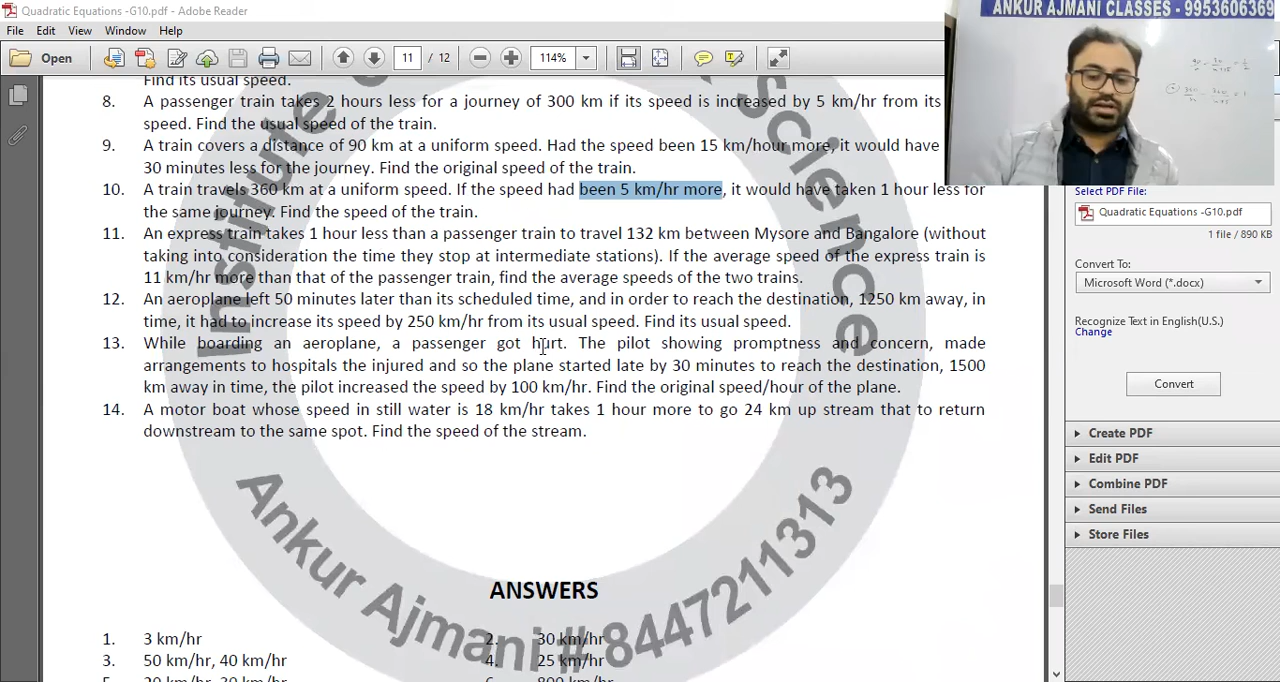 Quadratic Equations -G10.pdf - Adobe Reader
File Edit View Window Help
Open 11 / 12 114%
ANKUR AJMANI CLASSES - 9953606369
Find its usual speed.
8. A passenger train takes 2 hours less for a journey of 300 km if its speed is increased by 5 km/hr from its
speed. Find the usual speed of the train.
9. A train covers a distance of 90 km at a uniform speed. Had the speed been 15 km/hour more, it would have
30 minutes less for the journey. Find the original speed of the train.
10. A train travels 360 km at a uniform speed. If the speed had been 5 km/hr more, it would have taken 1 hour less for
the same journey. Find the speed of the train.
11. An express train takes 1 hour less than a passenger train to travel 132 km between Mysore and Bangalore (without
taking into consideration the time they stop at intermediate stations). If the average speed of the express train is
11 km/hr more than that of the passenger train, find the average speeds of the two trains.
12. An aeroplane left 50 minutes later than its scheduled time, and in order to reach the destination, 1250 km away, in
time, it had to increase its speed by 250 km/hr from its usual speed. Find its usual speed.
13. While boarding an aeroplane, a passenger got hurt. The pilot showing promptness and concern, made
arrangements to hospitals the injured and so the plane started late by 30 minutes to reach the destination, 1500
km away in time, the pilot increased the speed by 100 km/hr. Find the original speed/hour of the plane.
14. A motor boat whose speed in still water is 18 km/hr takes 1 hour more to go 24 km up stream that to return
downstream to the same spot. Find the speed of the stream.
ANSWERS
1. 3 km/hr 2. 30 km/hr
3. 50 km/hr, 40 km/hr 4. 25 km/hr
5. 20 km/hr, 30 km/hr 6. 800 km/hr
Institute of Science
Ankur Ajmani # 8447211313
Select PDF File:
Quadratic Equations -G10.pdf
1 file / 890 KB
Convert To:
Microsoft Word (*.docx)
Recognize Text in English(U.S.)
Change
Convert
Create PDF
Edit PDF
Combine PDF
Send Files
Store Files